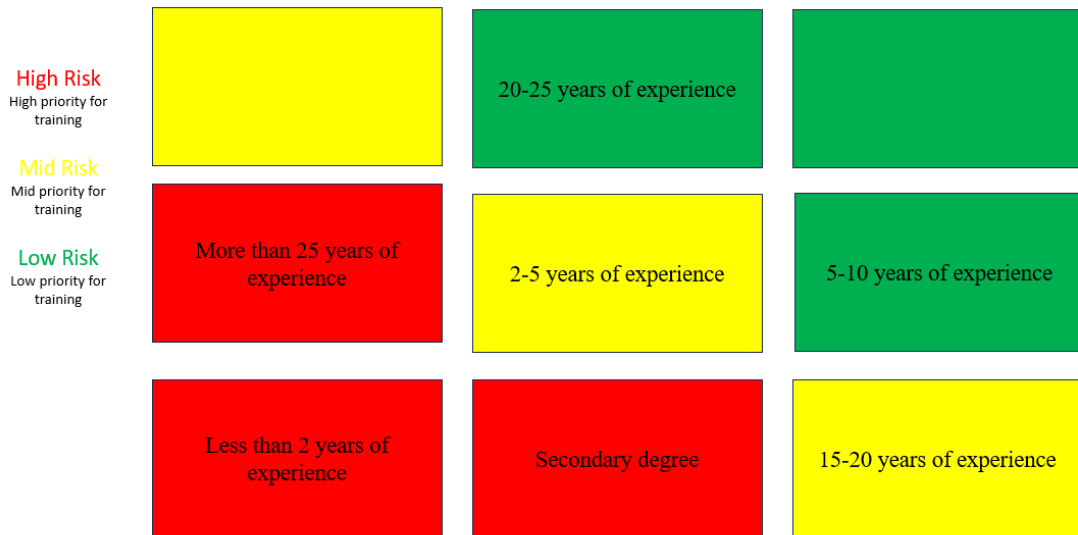 High Risk
High priority for
training
Mid Risk
Mid priority for
training
Low Risk
Low priority for
training
20-25 years of experience
More than 25 years of
experience
2-5 years of experience
5-10 years of experience
Less than 2 years of
experience
Secondary degree
15-20 years of experience